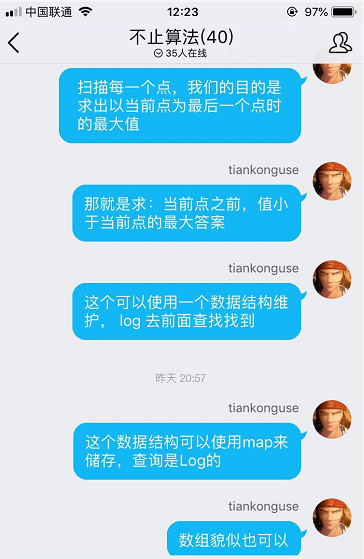 中国联通 12:23 97%
不止算法(40)
35人在线
扫描每一个点，我们的目的是
求出以当前点为最后一个点时
的最大值
tiankonguse
那就是求：当前点之前，值小
于当前点的最大答案
tiankonguse
这个可以使用一个数据结构维
护， log 去前面查找找到
昨天 20:57
tiankonguse
这个数据结构可以使用map来
储存，查询是Log的
tiankonguse
数组貌似也可以